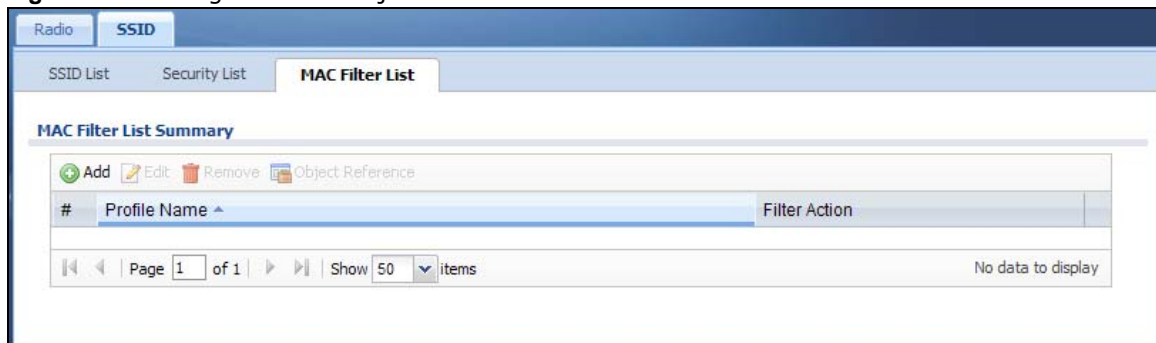 Radio SSID
SSID List Security List MAC Filter List
MAC Filter List Summary
Add Edit Remove Object Reference
# Profile Name Filter Action
Page 1 of 1 Show 50 items No data to display